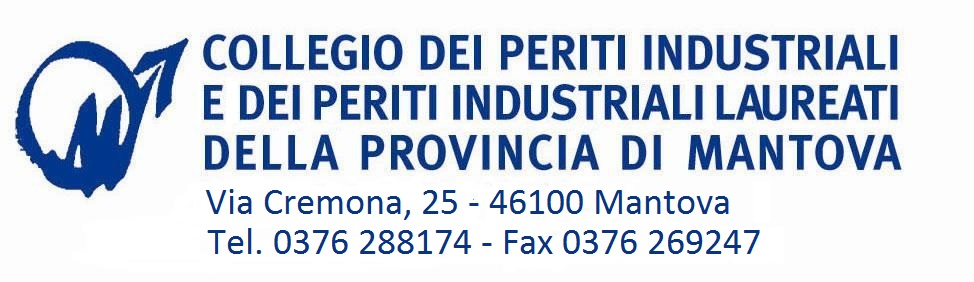 COLLEGIO DEI PERITI INDUSTRIALI
E DEI PERITI INDUSTRIALI LAUREATI
DELLA PROVINCIA DI MANTOVA
Via Cremona, 25 - 46100 Mantova
Tel. 0376 288174 - Fax 0376 269247